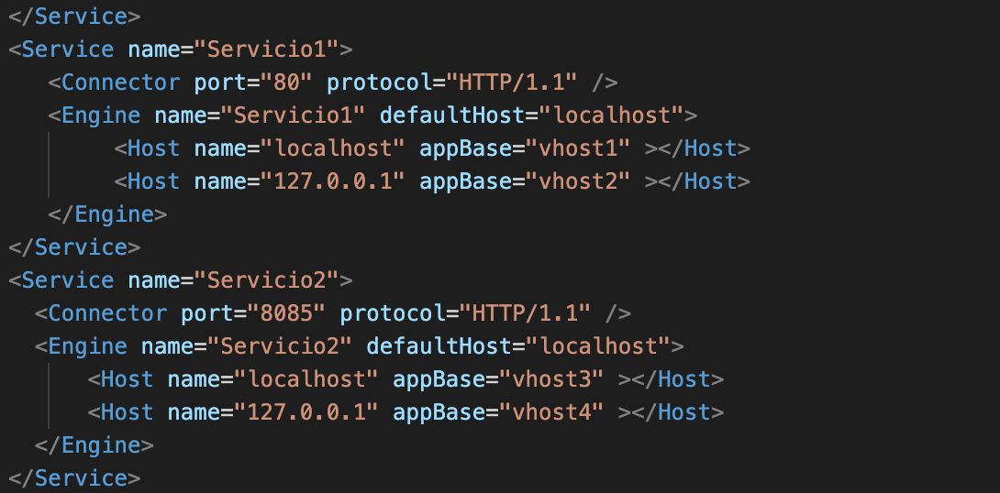 </Service>
<Service name="Servicio1">
<Connector port="80" protocol="HTTP/1.1" />
<Engine name="Servicio1" defaultHost="localhost">
<Host name="localhost" appBase="vhost1" ></Host>
<Host name="127.0.0.1" appBase="vhost2" ></Host>
</Engine>
</Service>
<Service name="Servicio2">
<Connector port="8085" protocol="HTTP/1.1" />
<Engine name="Servicio2" defaultHost="localhost">
<Host name="localhost" appBase="vhost3" ></Host>
<Host name="127.0.0.1" appBase="vhost4" ></Host>
</Engine>
</Service>